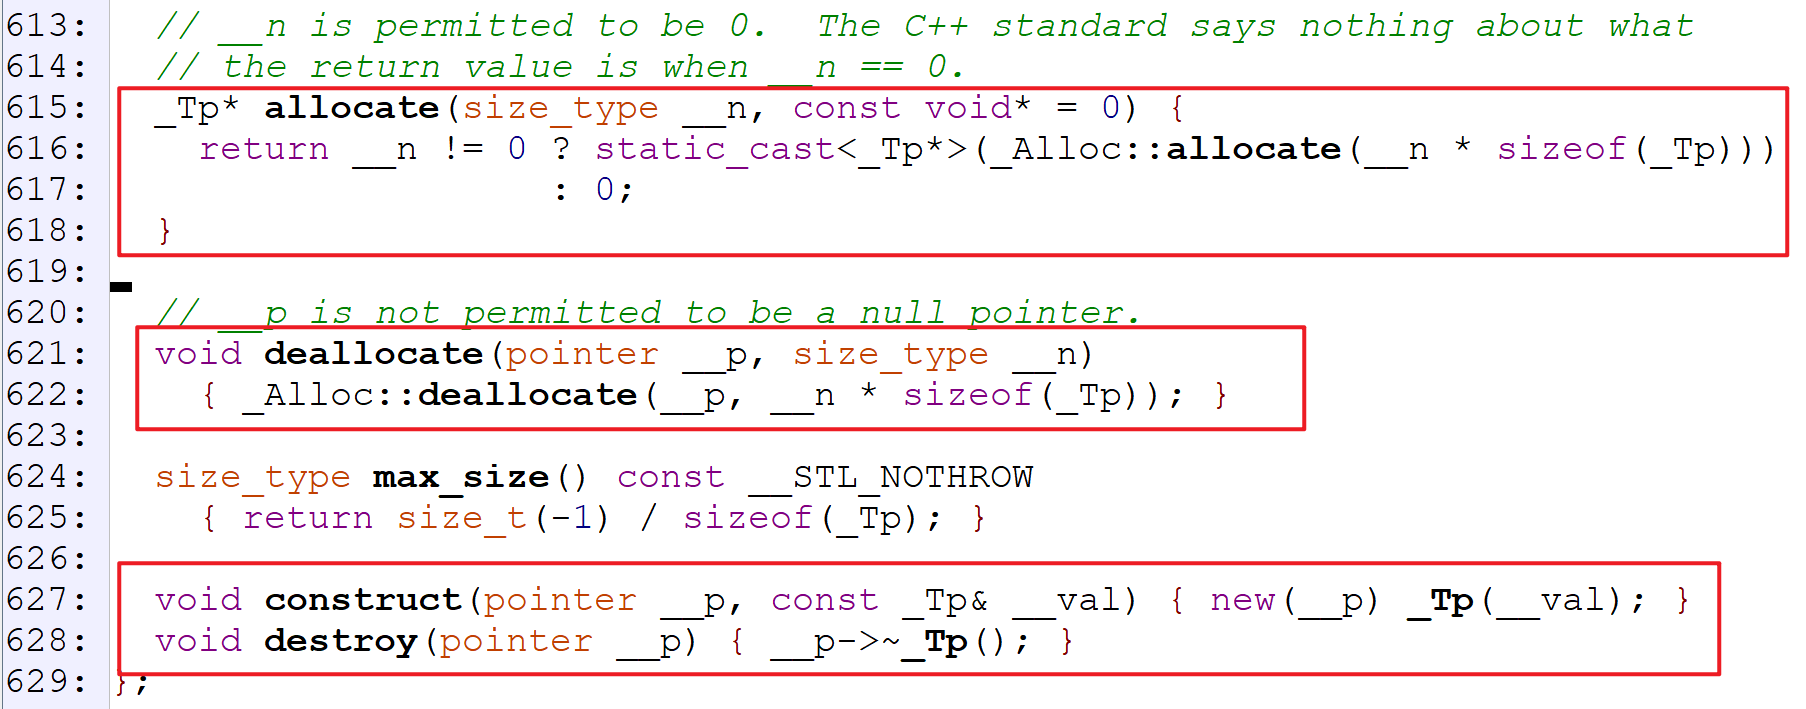 613:   // __n is permitted to be 0.  The C++ standard says nothing about what
614:   // the return value is when __n == 0.
615:   _Tp* allocate(size_type __n, const void* = 0) {
616:     return __n != 0 ? static_cast<_Tp*>(_Alloc::allocate(__n * sizeof(_Tp)))
617:                     : 0;
618:   }
619:
620:   // __p is not permitted to be a null pointer.
621:   void deallocate(pointer __p, size_type __n)
622:     { _Alloc::deallocate(__p, __n * sizeof(_Tp)); }
623:
624:   size_type max_size() const __STL_NOTHROW
625:     { return size_t(-1) / sizeof(_Tp); }
626:
627:   void construct(pointer __p, const _Tp& __val) { new(__p) _Tp(__val); }
628:   void destroy(pointer __p) { __p->~_Tp(); }
629: };